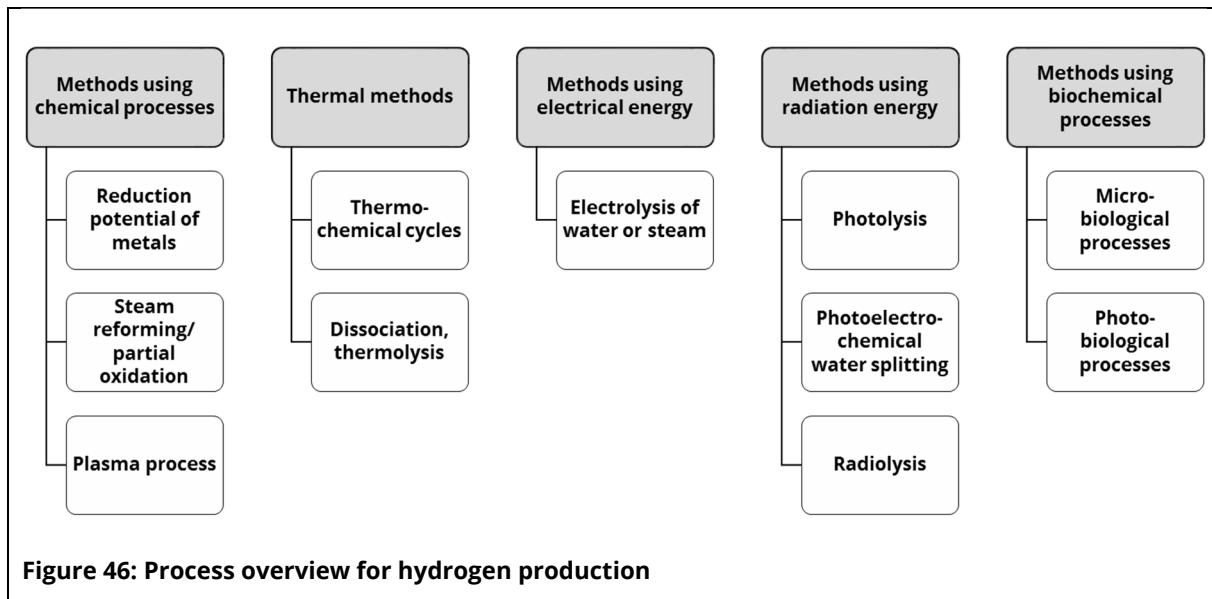 Methods using
chemical processes
Reduction
potential of
metals
Steam
reforming/
partial
oxidation
Plasma process
Thermal methods
Thermo-
chemical cycles
Dissociation,
thermolysis
Methods using
electrical energy
Electrolysis of
water or steam
Methods using
radiation energy
Photolysis
Photoelectro-
chemical
water splitting
Radiolysis
Methods using
biochemical
processes
Micro-
biological
processes
Photo-
biological
processes
Figure 46: Process overview for hydrogen production